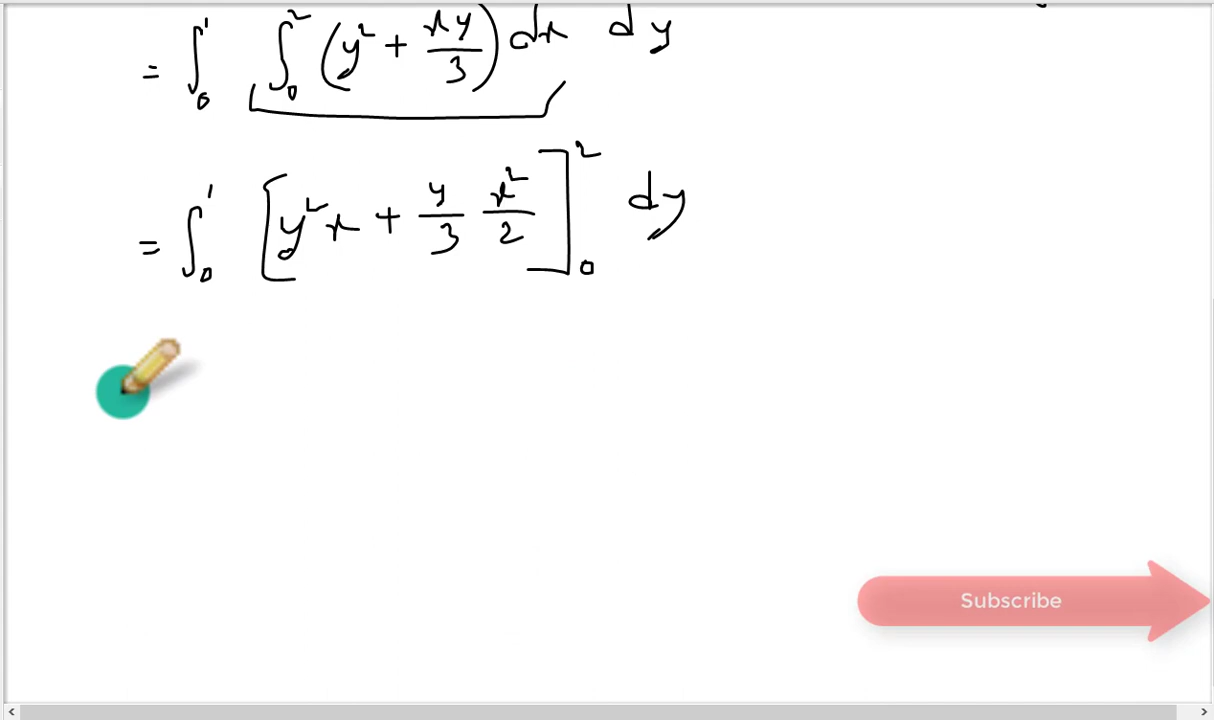 = ∫₀¹ ∫₀² (y² + xy/3) dx dy
= ∫₀¹ [y²x + y/3 x²/2]₀² dy
Subscribe